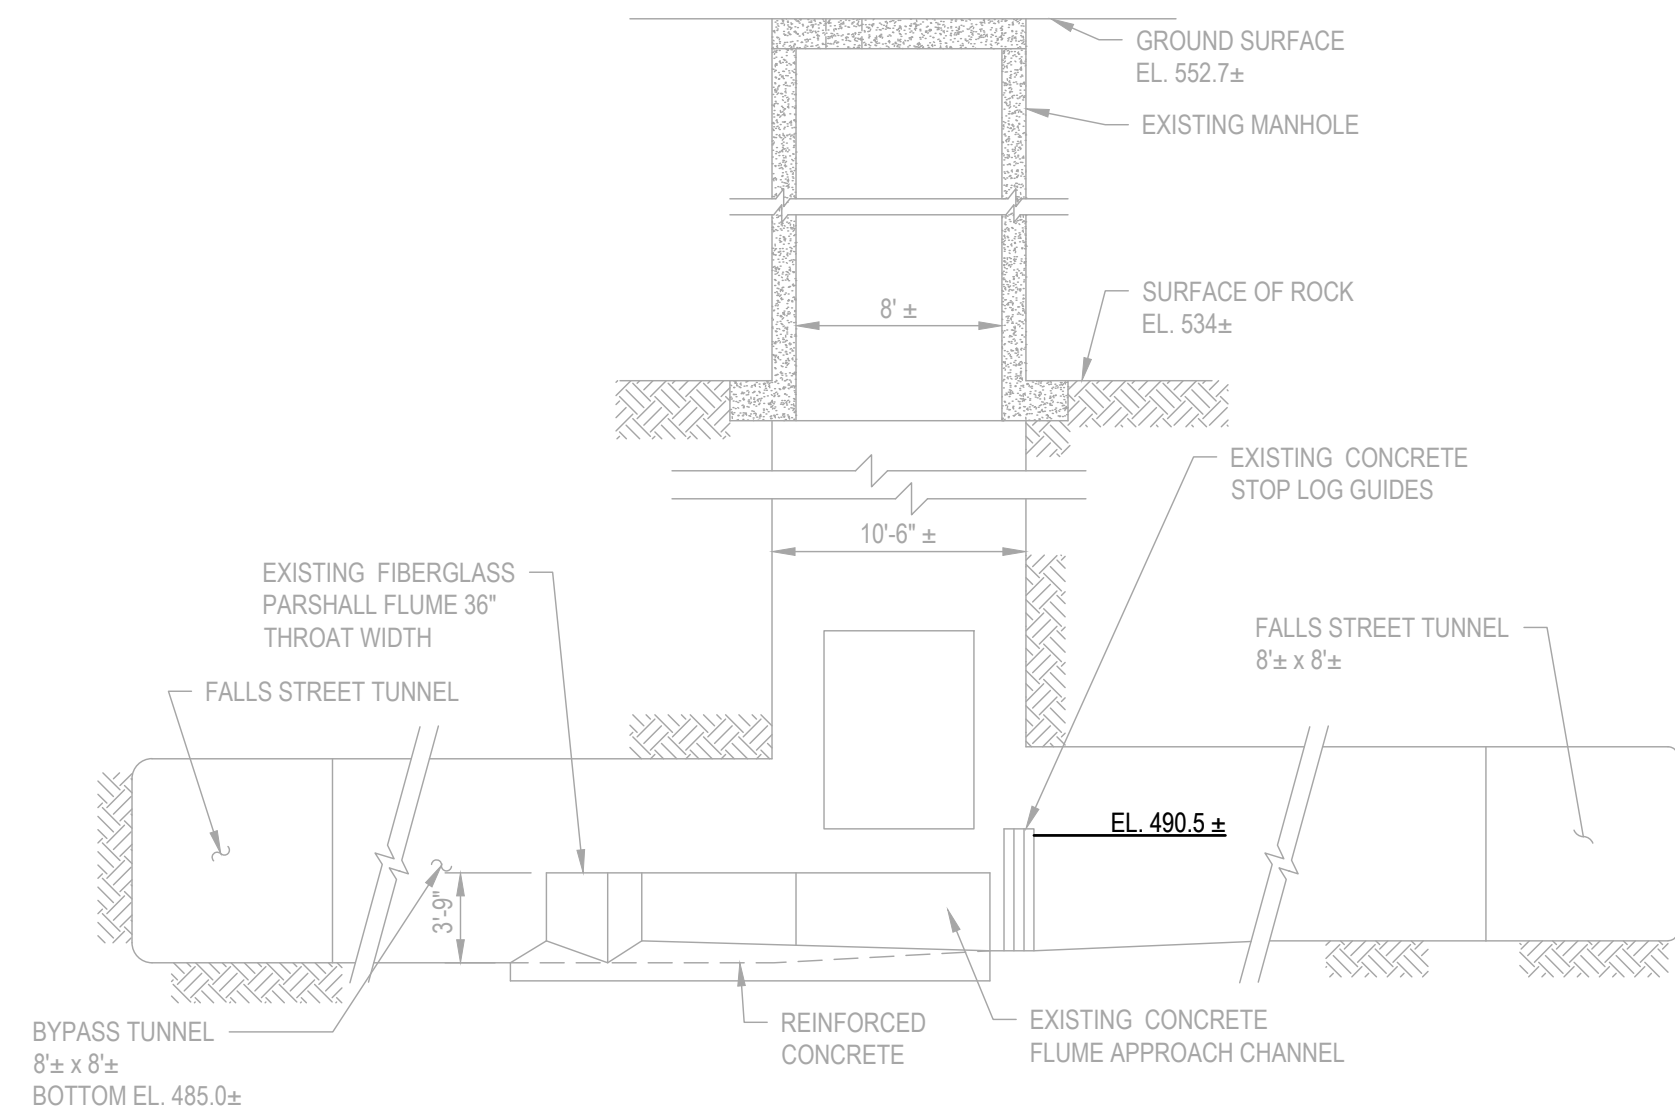 GROUND SURFACE
EL. 552.7±
EXISTING MANHOLE
SURFACE OF ROCK
EL. 534±
8' ±
EXISTING CONCRETE
STOP LOG GUIDES
10'-6" ±
EXISTING FIBERGLASS
PARSHALL FLUME 36"
THROAT WIDTH
FALLS STREET TUNNEL
8'± x 8'±
FALLS STREET TUNNEL
EL. 490.5 ±
3'-9"
BYPASS TUNNEL
8'± x 8'±
BOTTOM EL. 485.0±
REINFORCED
CONCRETE
EXISTING CONCRETE
FLUME APPROACH CHANNEL